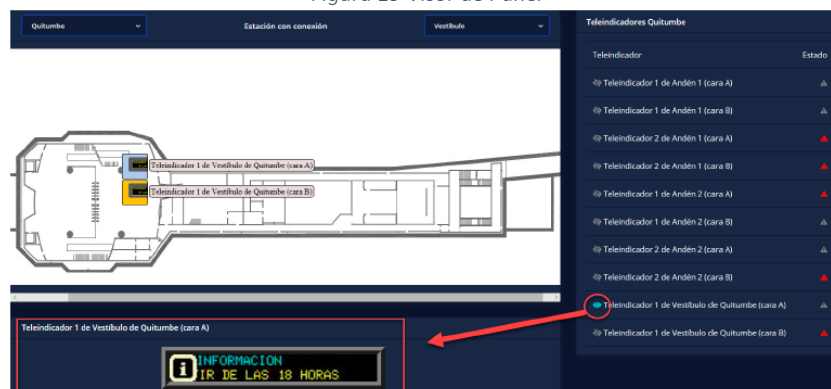 Quitumbe
Estación con conexión
Vestíbulo
Teleindicador 1 de Vestíbulo de Quitumbe (cara A)
Teleindicador 1 de Vestíbulo de Quitumbe (cara B)
Teleindicador 1 de Vestíbulo de Quitumbe (cara A)
INFORMACION
IR DE LAS 18 HORAS
Teleindicadores Quitumbe
Teleindicador Estado
Teleindicador 1 de Andén 1 (cara A)
Teleindicador 1 de Andén 1 (cara B)
Teleindicador 2 de Andén 1 (cara A)
Teleindicador 2 de Andén 1 (cara B)
Teleindicador 1 de Andén 2 (cara A)
Teleindicador 1 de Andén 2 (cara B)
Teleindicador 2 de Andén 2 (cara A)
Teleindicador 2 de Andén 2 (cara B)
Teleindicador 1 de Vestíbulo de Quitumbe (cara A)
Teleindicador 1 de Vestíbulo de Quitumbe (cara B)